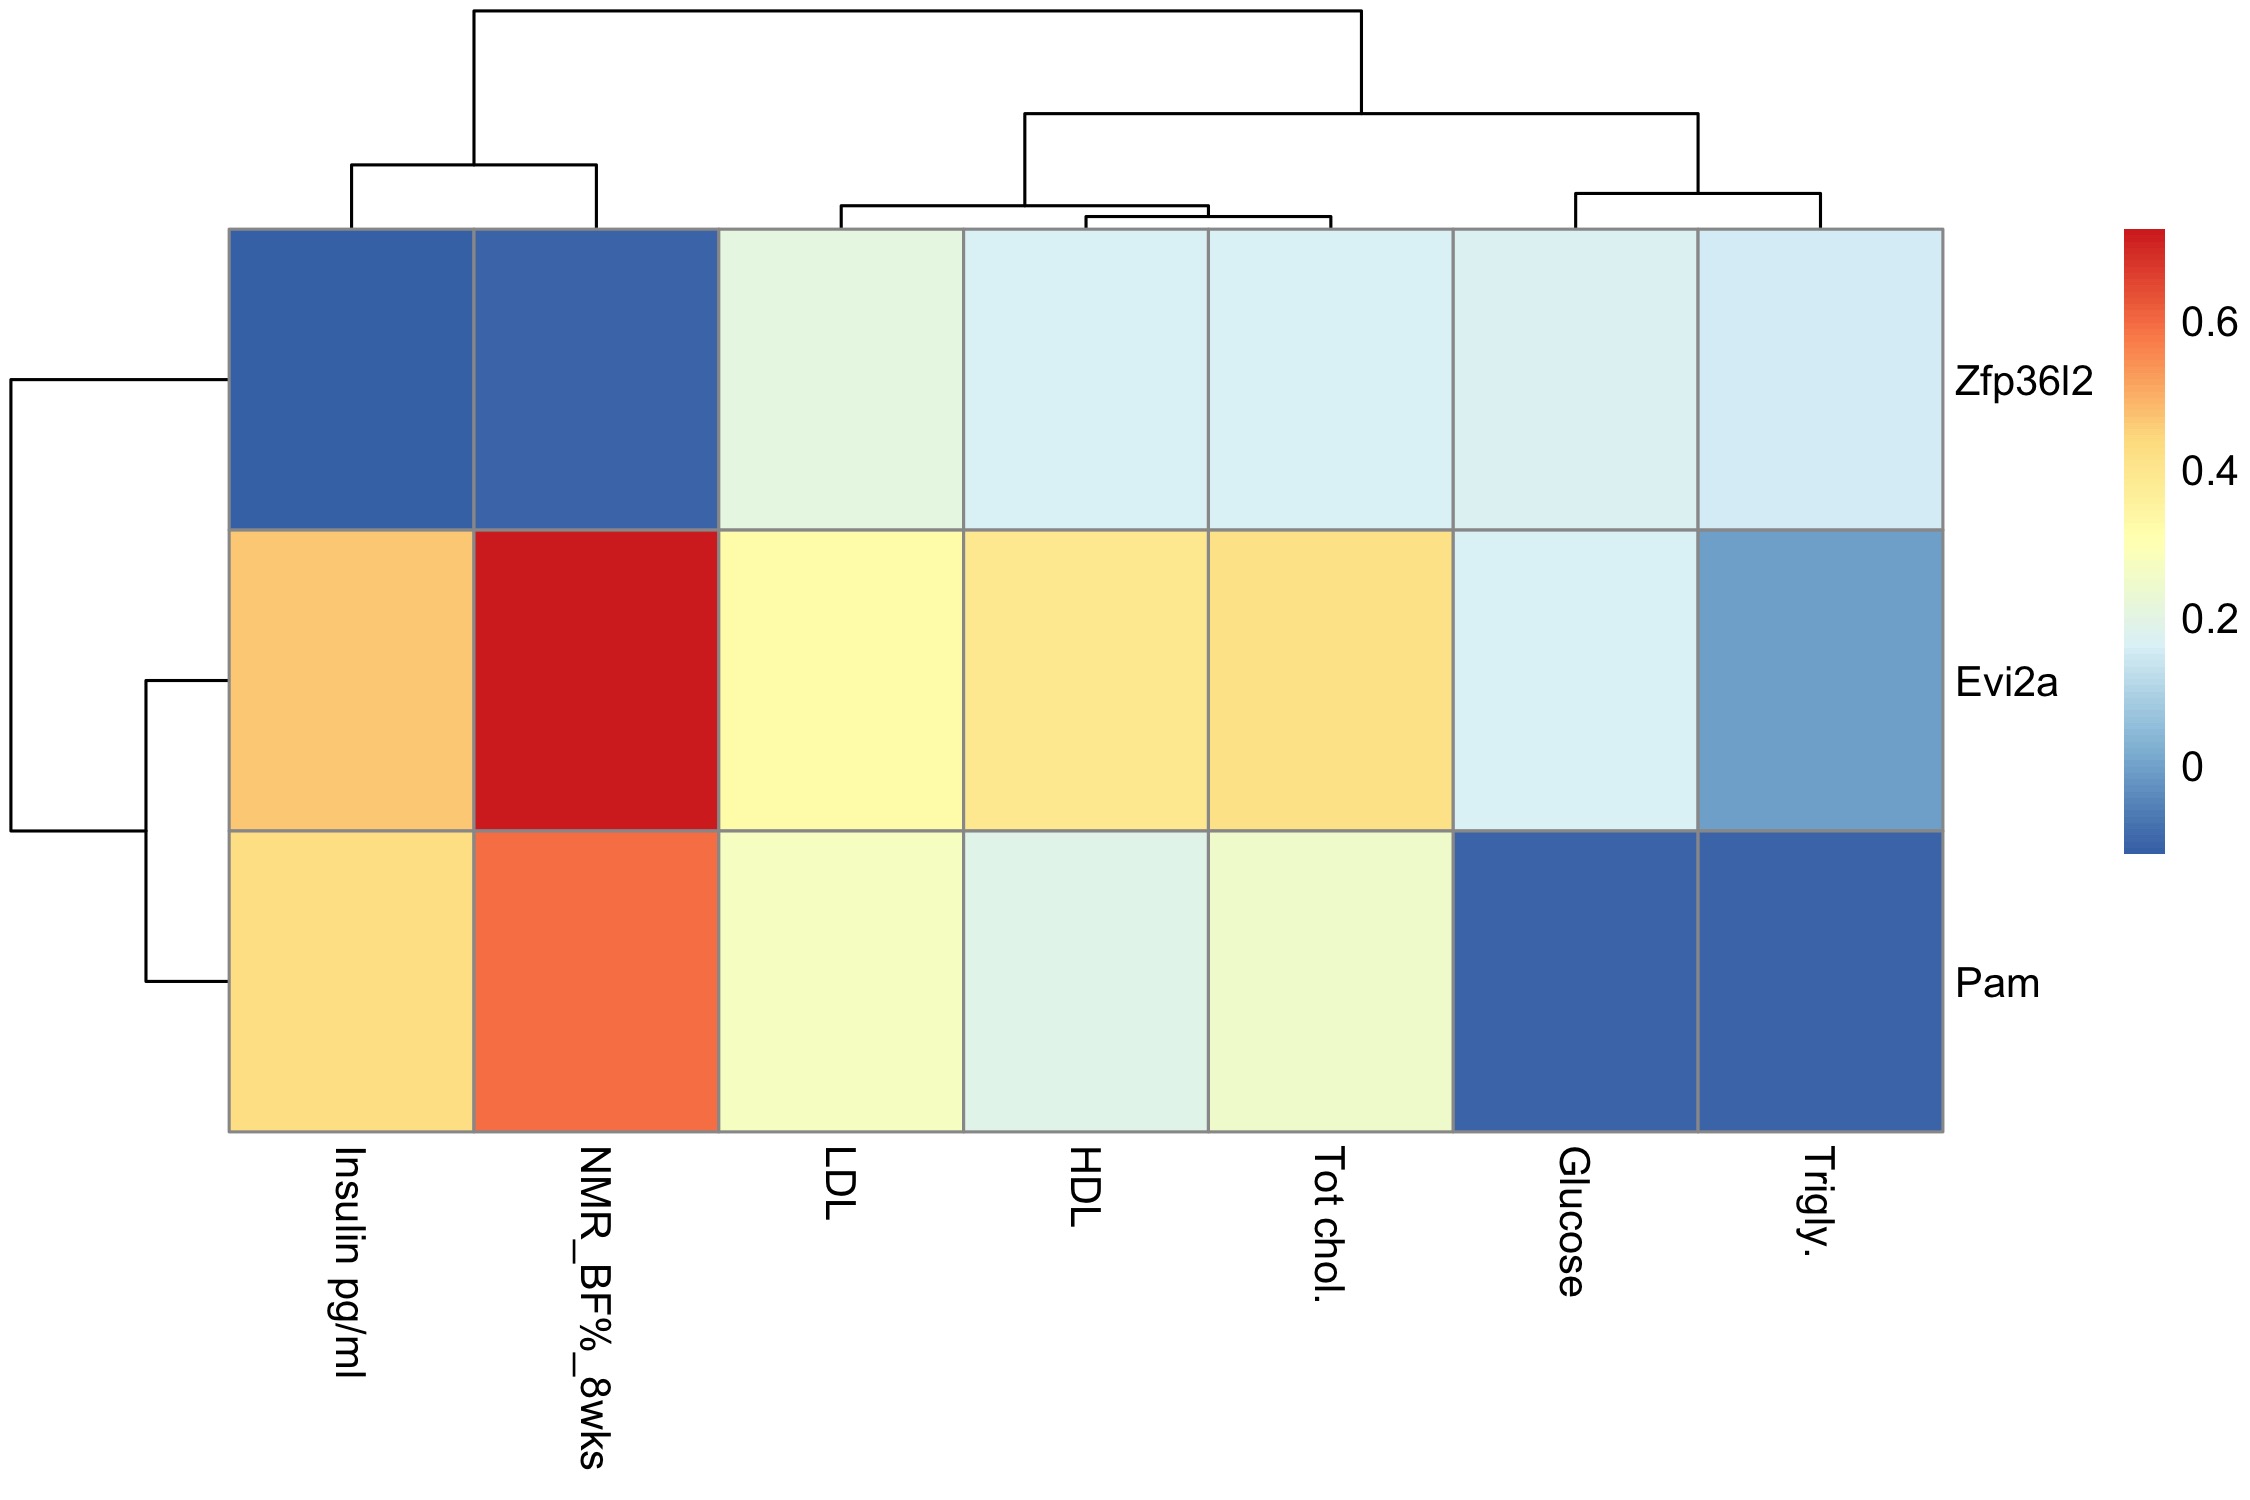 Zfp36l2
Evi2a
Pam
0.6
0.4
0.2
0
Insulin pg/ml
NMR_BF%_8wks
LDL
HDL
Tot chol.
Glucose
Trigly.